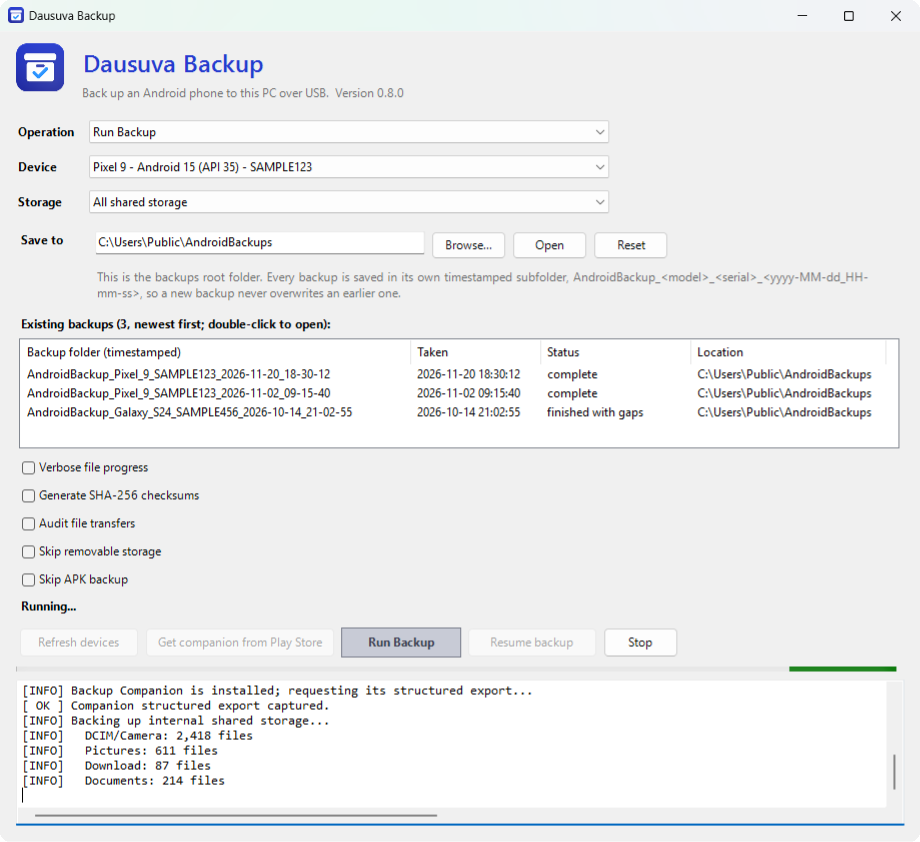 Dausuva Backup
Dausuva Backup
Back up an Android phone to this PC over USB. Version 0.8.0
Operation Run Backup
Device Pixel 9 - Android 15 (API 35) - SAMPLE123
Storage All shared storage
Save to C:\Users\Public\AndroidBackups Browse... Open Reset
This is the backups root folder. Every backup is saved in its own timestamped subfolder, AndroidBackup_<model>_<serial>_<yyyy-MM-dd_HH-
mm-ss>, so a new backup never overwrites an earlier one.
Existing backups (3, newest first; double-click to open):
Backup folder (timestamped) Taken Status Location
AndroidBackup_Pixel_9_SAMPLE123_2026-11-20_18-30-12 2026-11-20 18:30:12 complete C:\Users\Public\AndroidBackups
AndroidBackup_Pixel_9_SAMPLE123_2026-11-02_09-15-40 2026-11-02 09:15:40 complete C:\Users\Public\AndroidBackups
AndroidBackup_Galaxy_S24_SAMPLE456_2026-10-14_21-02-55 2026-10-14 21:02:55 finished with gaps C:\Users\Public\AndroidBackups
Verbose file progress
Generate SHA-256 checksums
Audit file transfers
Skip removable storage
Skip APK backup
Running...
Refresh devices Get companion from Play Store Run Backup Resume backup Stop
[INFO] Backup Companion is installed; requesting its structured export...
[ OK ] Companion structured export captured.
[INFO] Backing up internal shared storage...
[INFO] DCIM/Camera: 2,418 files
[INFO] Pictures: 611 files
[INFO] Download: 87 files
[INFO] Documents: 214 files